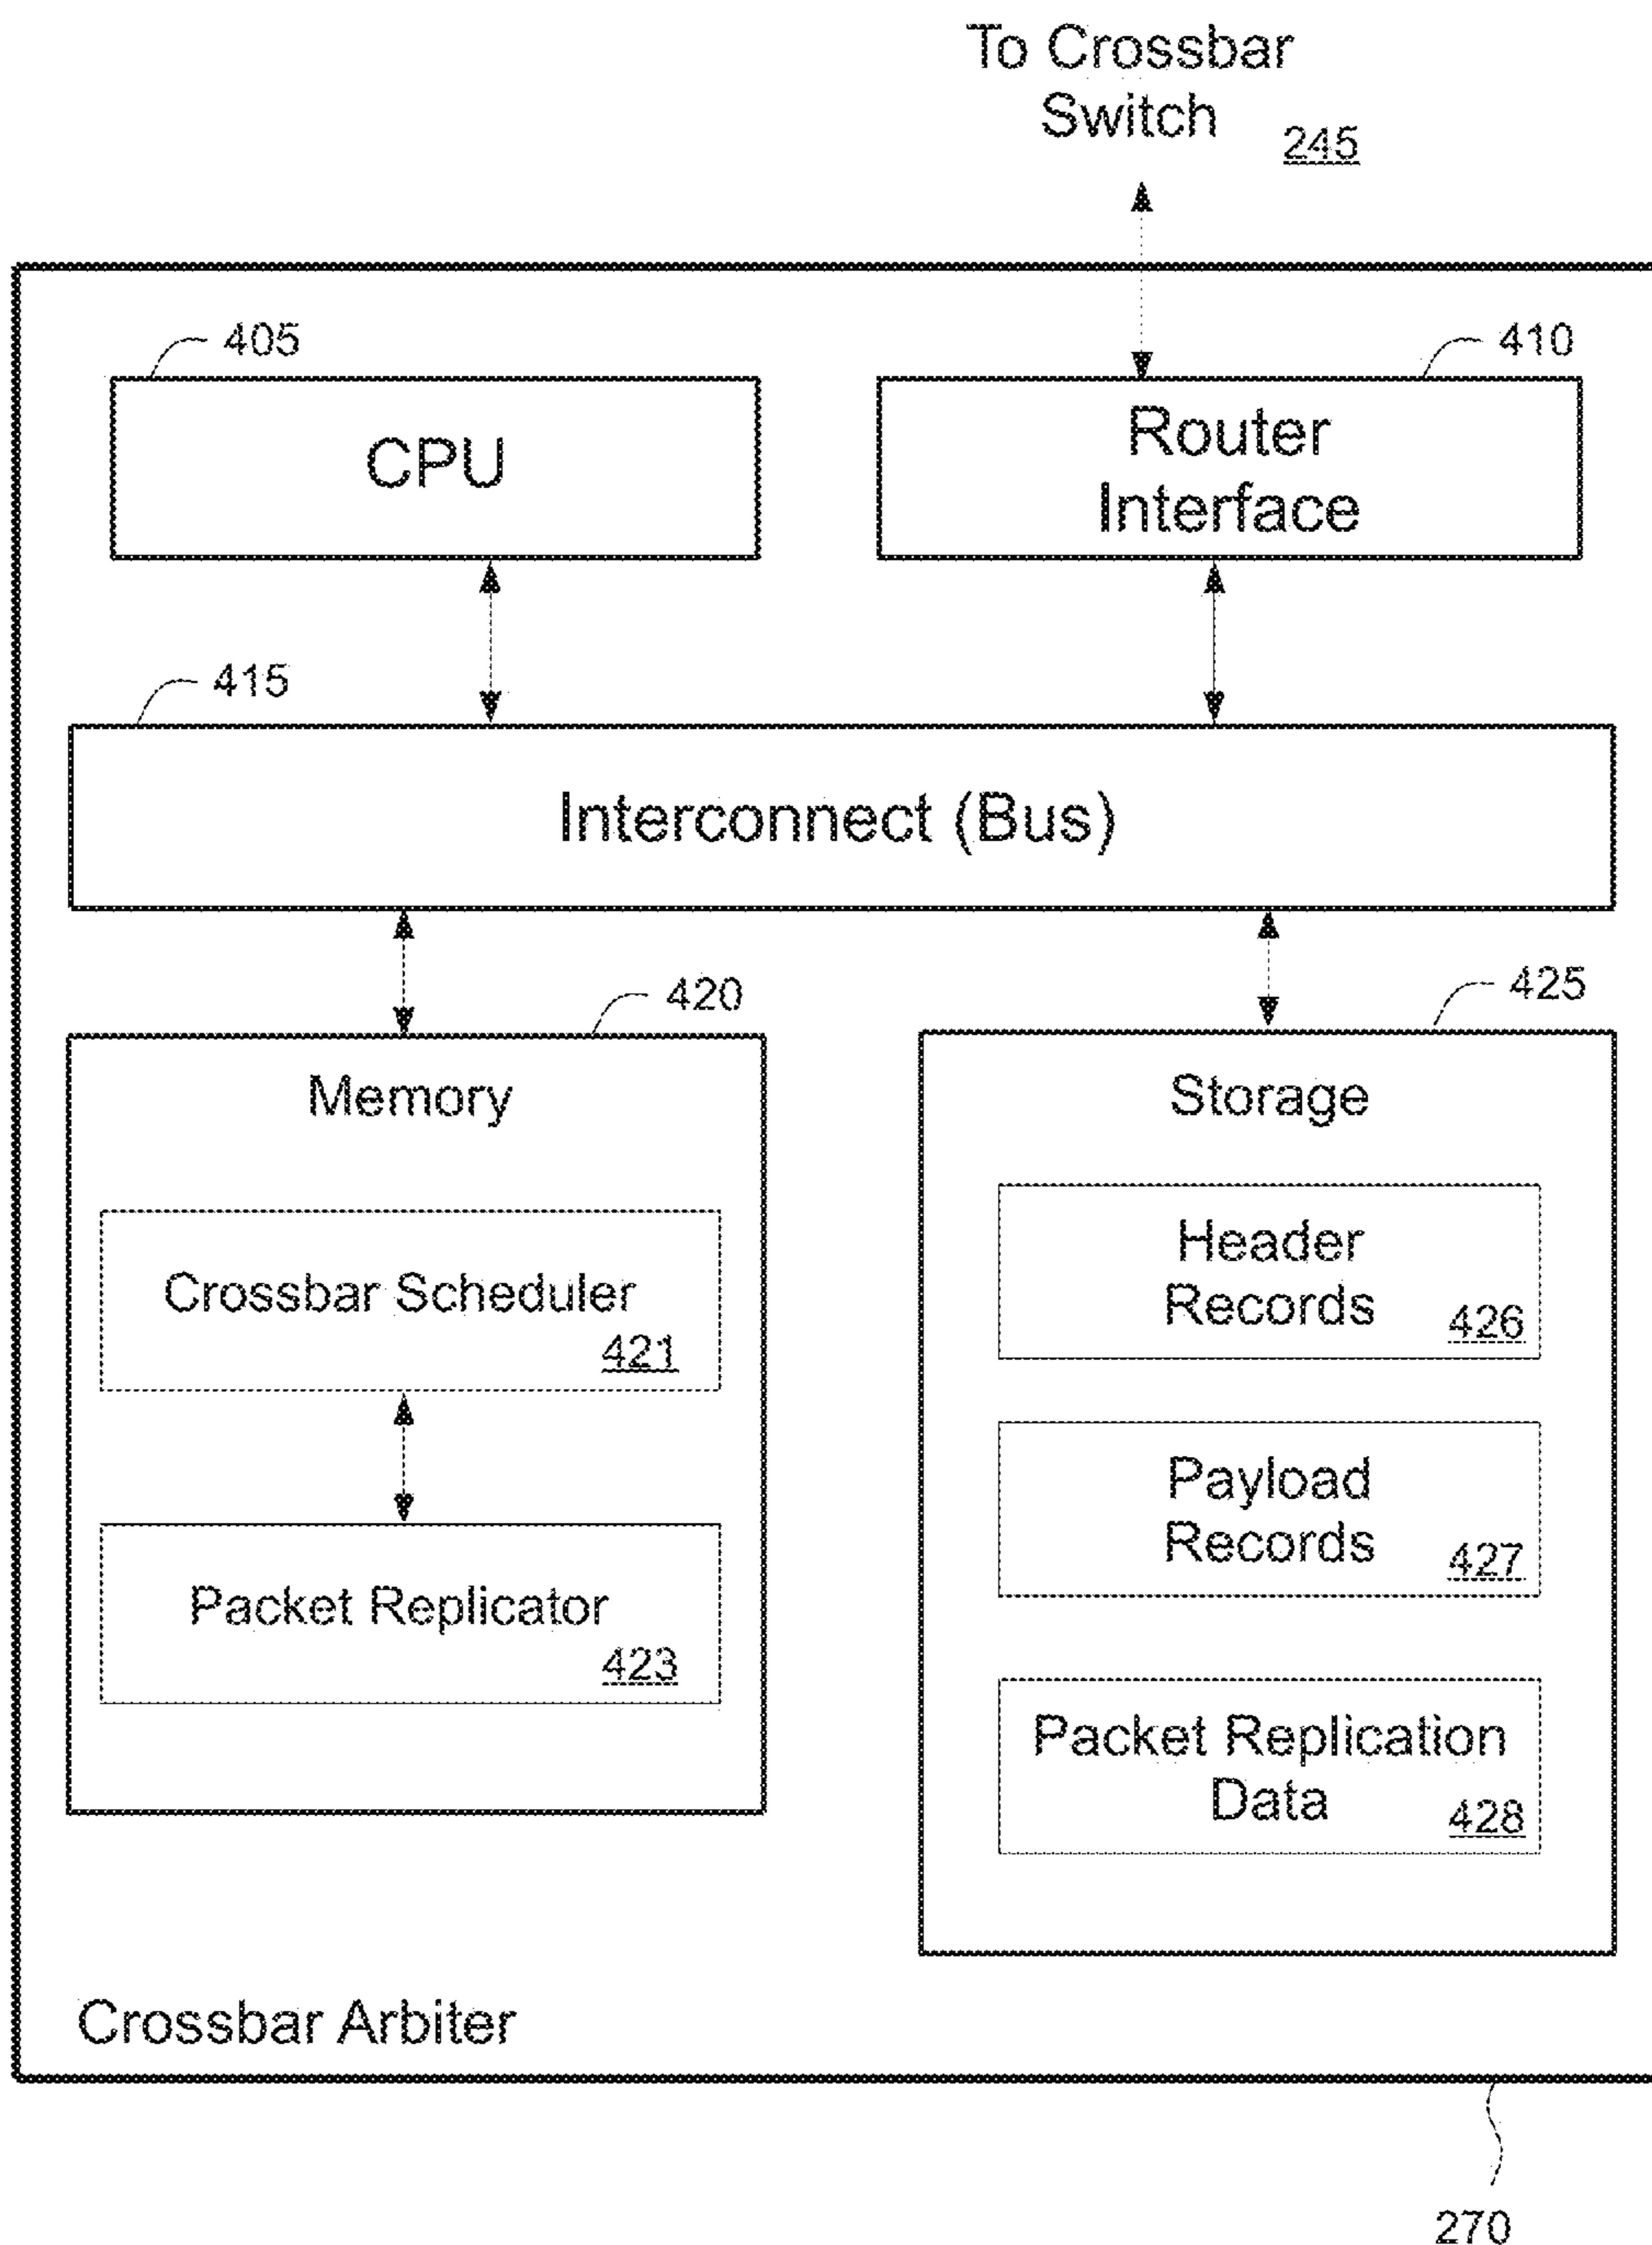 To Crossbar
Switch 245
405
410
CPU
Router
Interface
415
Interconnect (Bus)
420
425
Memory
Storage
Crossbar Scheduler
421
Packet Replicator
423
Header
Records 426
Payload
Records 427
Packet Replication
Data 428
Crossbar Arbiter
270